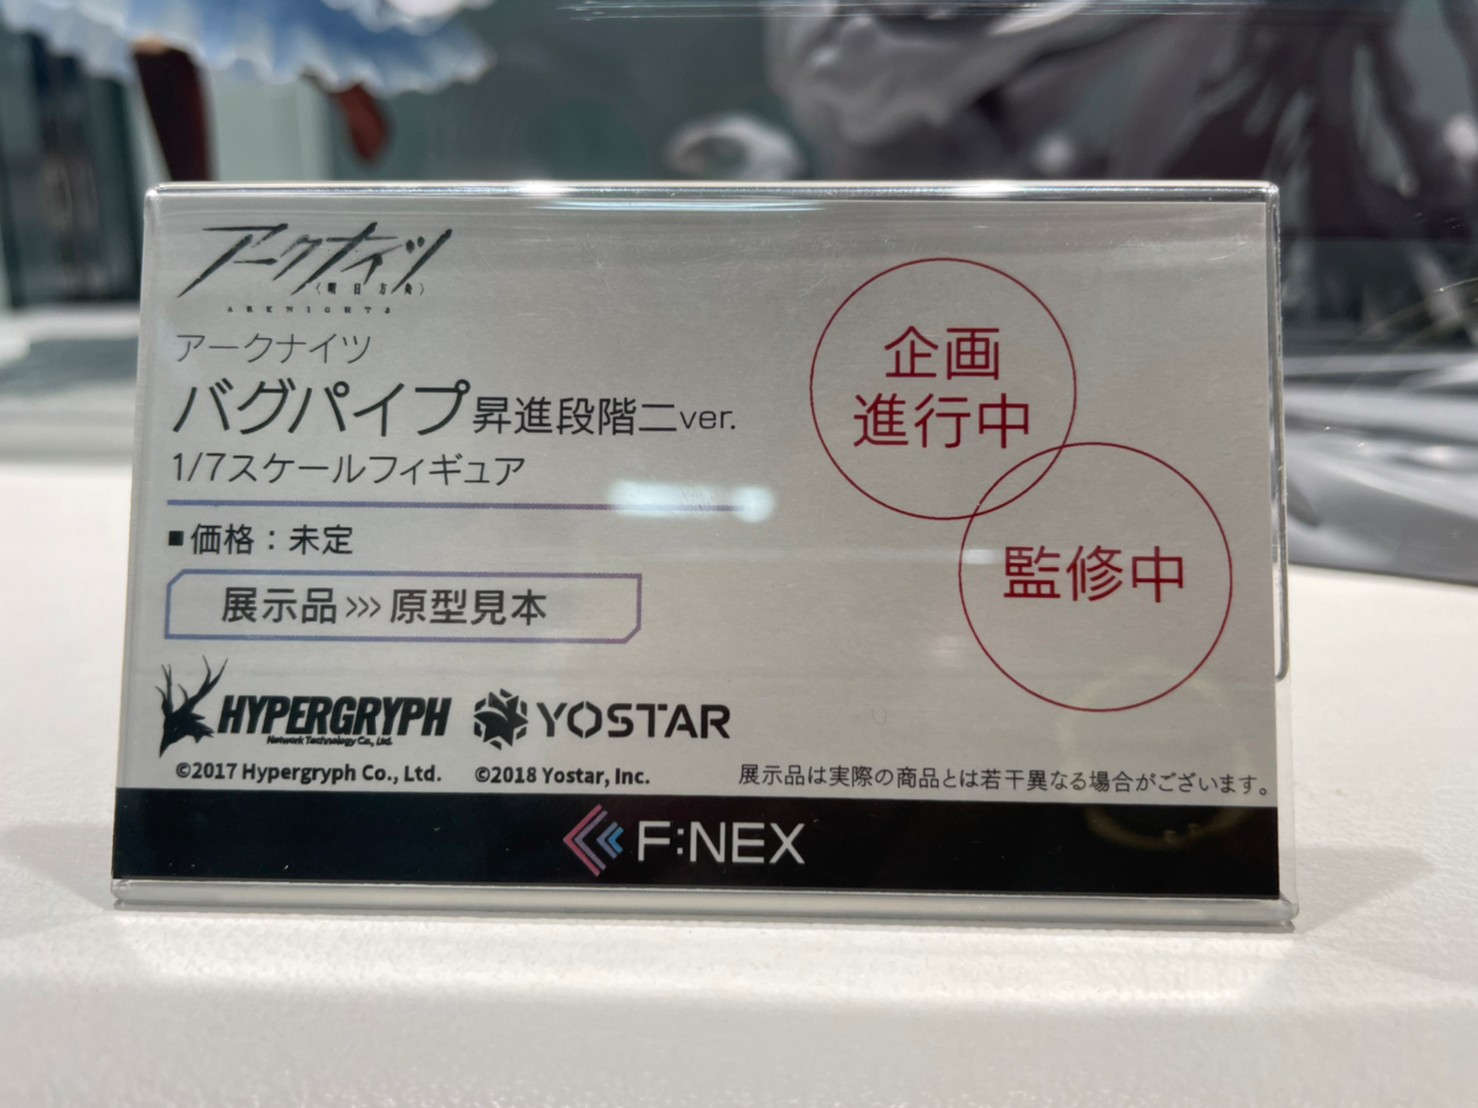 アークナイツ
〈明日方舟〉
ARKNIGHTS
アークナイツ
バグパイプ 昇進段階二ver.
1/7スケールフィギュア
■価格：未定
展示品>>>原型見本
企画
進行中
監修中
HYPERGRYPH
Network Technology Co., Ltd.
YOSTAR
©2017 Hypergryph Co., Ltd.
©2018 Yostar, Inc.
展示品は実際の商品とは若干異なる場合がございます。
F:NEX